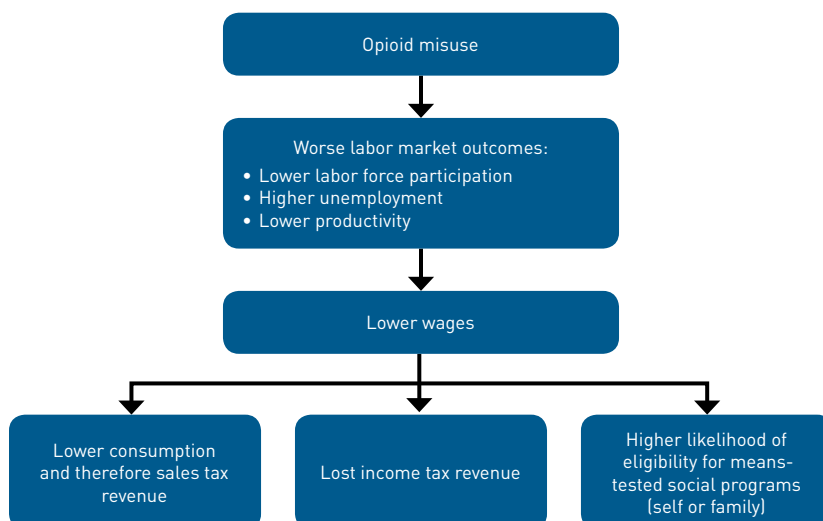 Opioid misuse
Worse labor market outcomes:
• Lower labor force participation
• Higher unemployment
• Lower productivity
Lower wages
Lower consumption
and therefore sales tax
revenue
Lost income tax revenue
Higher likelihood of
eligibility for means-
tested social programs
(self or family)